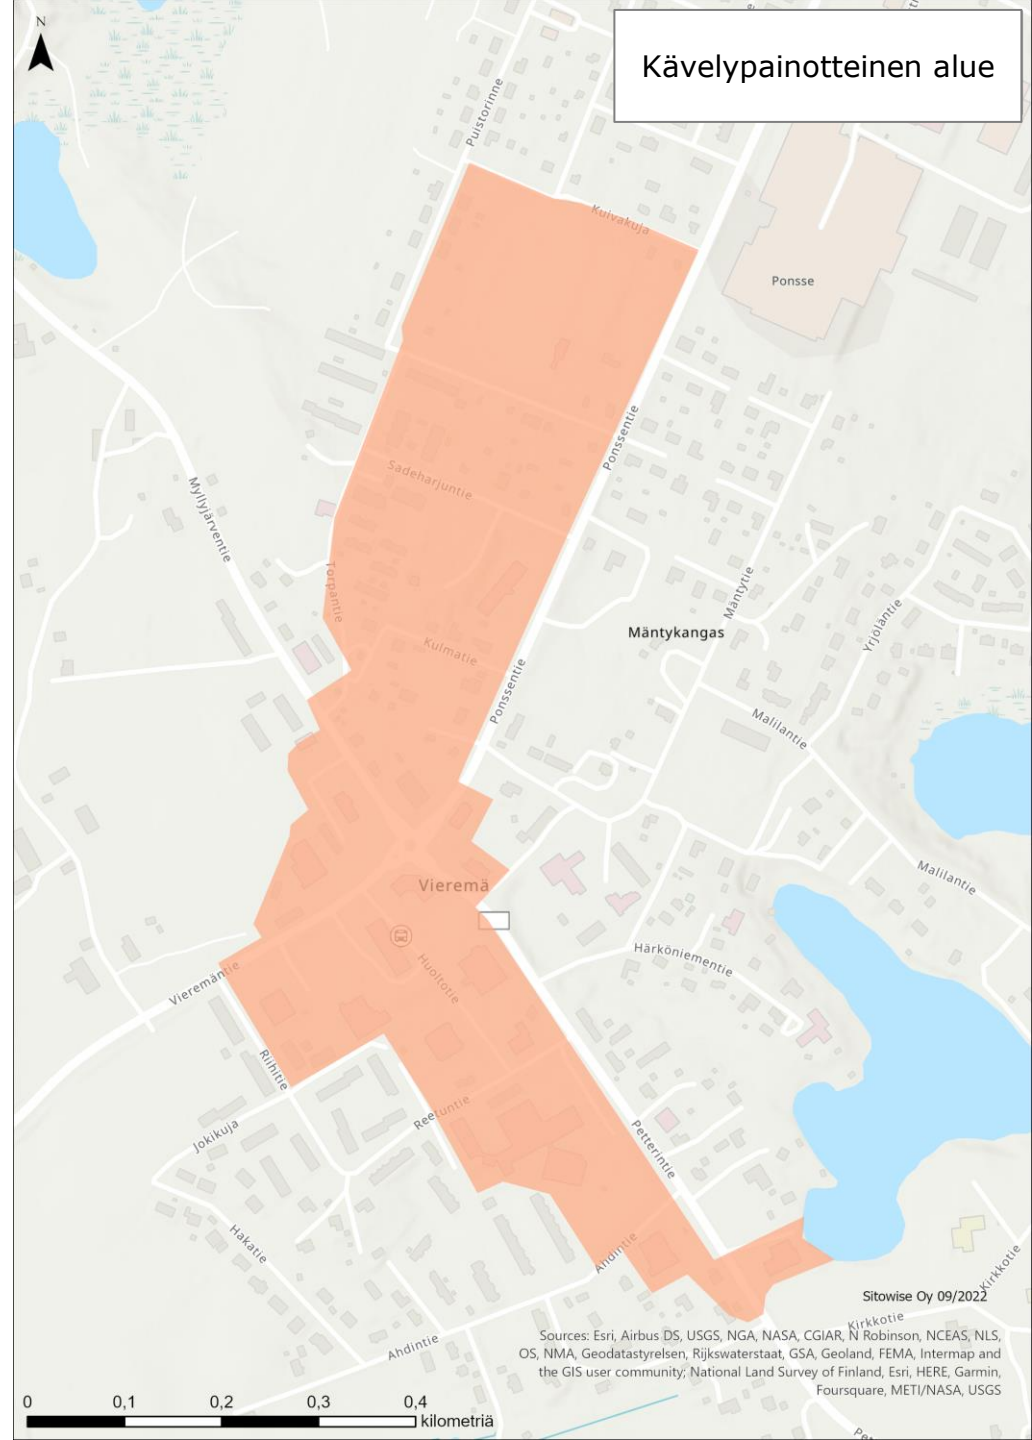 N
Kävelypainotteinen alue
Puistorinne
Kuivakuja
Ponsse
Ponssentie
Sadeharjuntie
Myllyjärventie
Torpantie
Kulmatie
Mäntykangas
Mäntytie
Yrjöläntie
Ponssentie
Malilantie
Malilantie
Vieremä
Härköniementie
Vieremäntie
Huoltotie
Riihitie
Reetuntie
Jokikuja
Petterintie
Hakatie
Ahdintie
Ahdintie
Kirkkotie
Sitowise Oy 09/2022
Kirkkotie
Sources: Esri, Airbus DS, USGS, NGA, NASA, CGIAR, N Robinson, NCEAS, NLS,
OS, NMA, Geodatastyrelsen, Rijkswaterstaat, GSA, Geoland, FEMA, Intermap and
the GIS user community; National Land Survey of Finland, Esri, HERE, Garmin,
Foursquare, METI/NASA, USGS
0 0,1 0,2 0,3 0,4
kilometriä